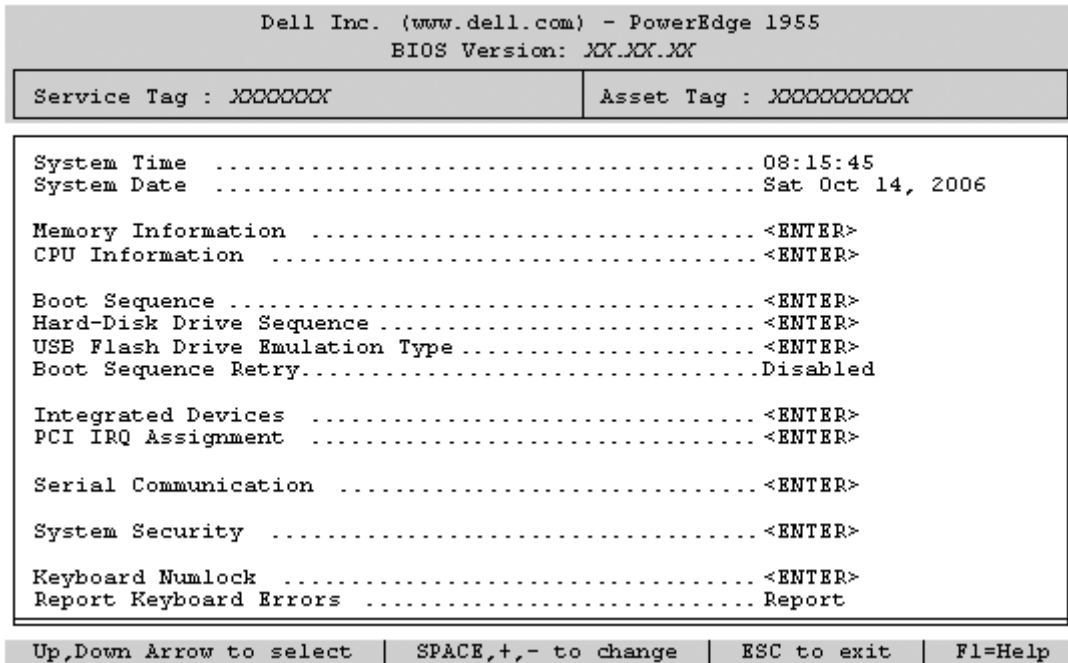 Dell Inc. (www.dell.com) - PowerEdge 1955
BIOS Version: XX.XX.XX
Service Tag : XXXXXXX Asset Tag : XXXXXXXXXX
System Time ........................................ 08:15:45
System Date ........................................ Sat Oct 14, 2006
Memory Information ................................. <ENTER>
CPU Information .................................... <ENTER>
Boot Sequence ....................................... <ENTER>
Hard-Disk Drive Sequence ............................ <ENTER>
USB Flash Drive Emulation Type ...................... <ENTER>
Boot Sequence Retry.................................. Disabled
Integrated Devices ................................. <ENTER>
PCI IRQ Assignment ................................. <ENTER>
Serial Communication ............................... <ENTER>
System Security .................................... <ENTER>
Keyboard Numlock ................................... <ENTER>
Report Keyboard Errors ............................. Report
Up,Down Arrow to select | SPACE,+,- to change | ESC to exit | F1=Help